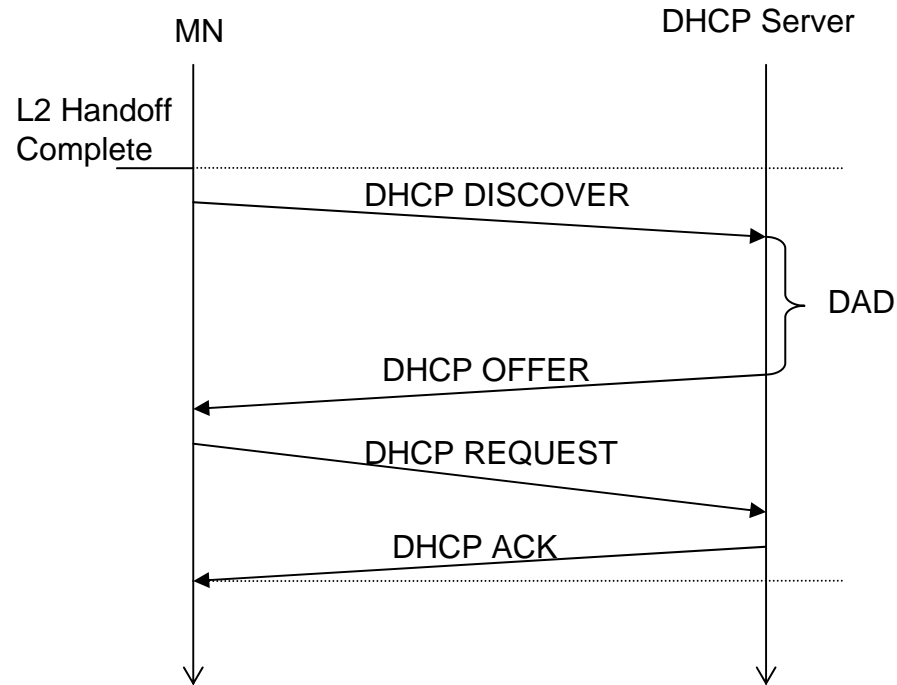 MN
DHCP Server
L2 Handoff
Complete
DHCP DISCOVER
DAD
DHCP OFFER
DHCP REQUEST
DHCP ACK